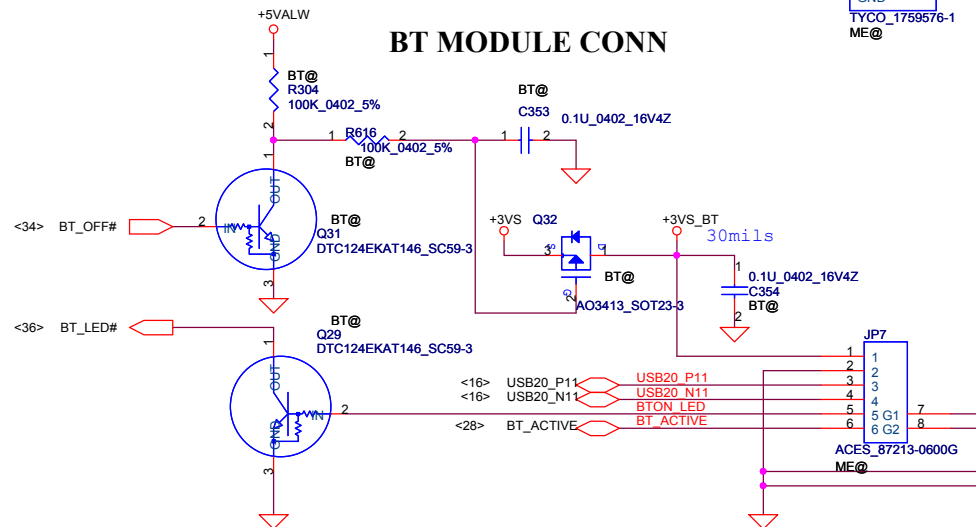 GND
TYCO_1759576-1
ME@
+5VALW
BT MODULE CONN
1
BT@
R304
100K_0402_5%
2
BT@
C353
0.1U_0402_16V4Z
1 2
1 R616 2
100K_0402_5%
BT@
1
OUT
<34> BT_OFF# 2 IN
BT@
Q31
DTC124EKAT146_SC59-3
GND
3
+3VS Q32 +3VS_BT
30mils
3 S D 1
BT@
G 2
AO3413_SOT23-3
1
0.1U_0402_16V4Z
C354
BT@
2
<36> BT_LED#
BT@
Q29
DTC124EKAT146_SC59-3
1
OUT
IN 2
GND
3
JP7
1 1
2 2
<16> USB20_P11 USB20_P11 3 3
<16> USB20_N11 USB20_N11 4 4
BTON_LED 5 5 G1 7
<28> BT_ACTIVE BT_ACTIVE 6 6 G2 8
ACES_87213-0600G
ME@